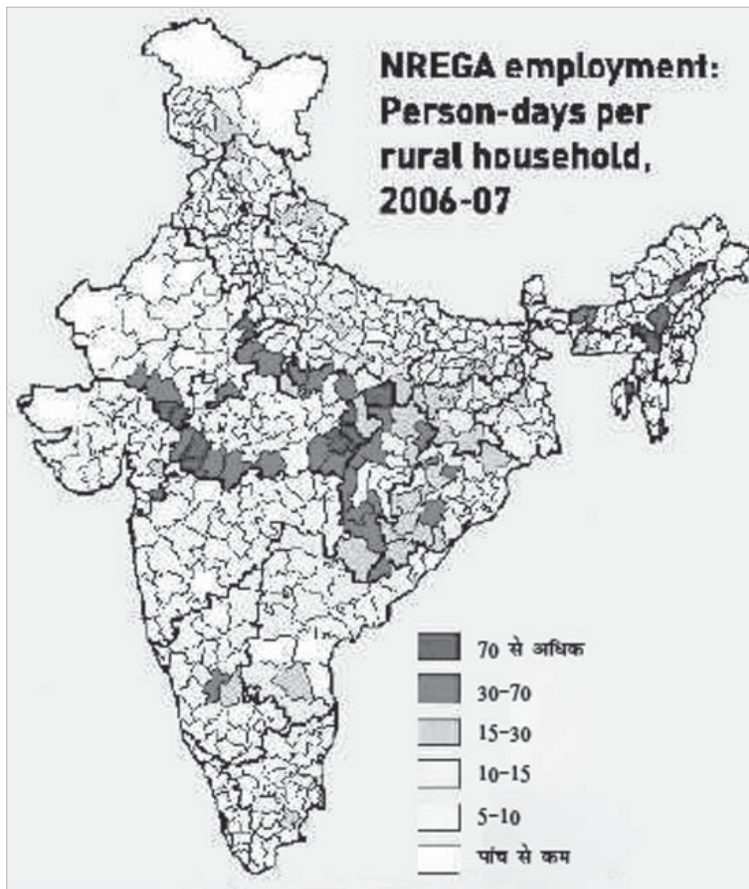 NREGA employment:
Person-days per
rural household,
2006-07
70 से अधिक
30-70
15-30
10-15
5-10
पांच से कम